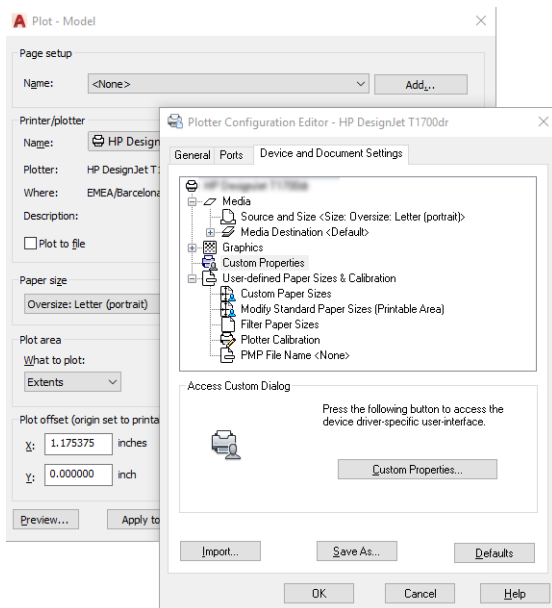 A Plot - Model
Page setup
Name:
<None>
Add...
Printer/plotter
Name:
HP Design
Plotter:
HP DesignJet T1
Where:
EMEA/Barcelona
Description:
Plot to file
Paper size
Oversize: Letter (portrait)
Plot area
What to plot:
Extents
Plot offset (origin set to printa
X:
1.175375
inches
Y:
0.000000
inch
Preview...
Apply to
Plotter Configuration Editor - HP DesignJet T1700dr
General
Ports
Device and Document Settings
HP Designjet T1700dr
Media
Source and Size <Size: Oversize: Letter (portrait)>
Media Destination <Default>
Graphics
Custom Properties
User-defined Paper Sizes & Calibration
Custom Paper Sizes
Modify Standard Paper Sizes (Printable Area)
Filter Paper Sizes
Plotter Calibration
PMP File Name <None>
Access Custom Dialog
Press the following button to access the
device driver-specific user-interface.
Custom Properties...
Import...
Save As...
Defaults
OK
Cancel
Help